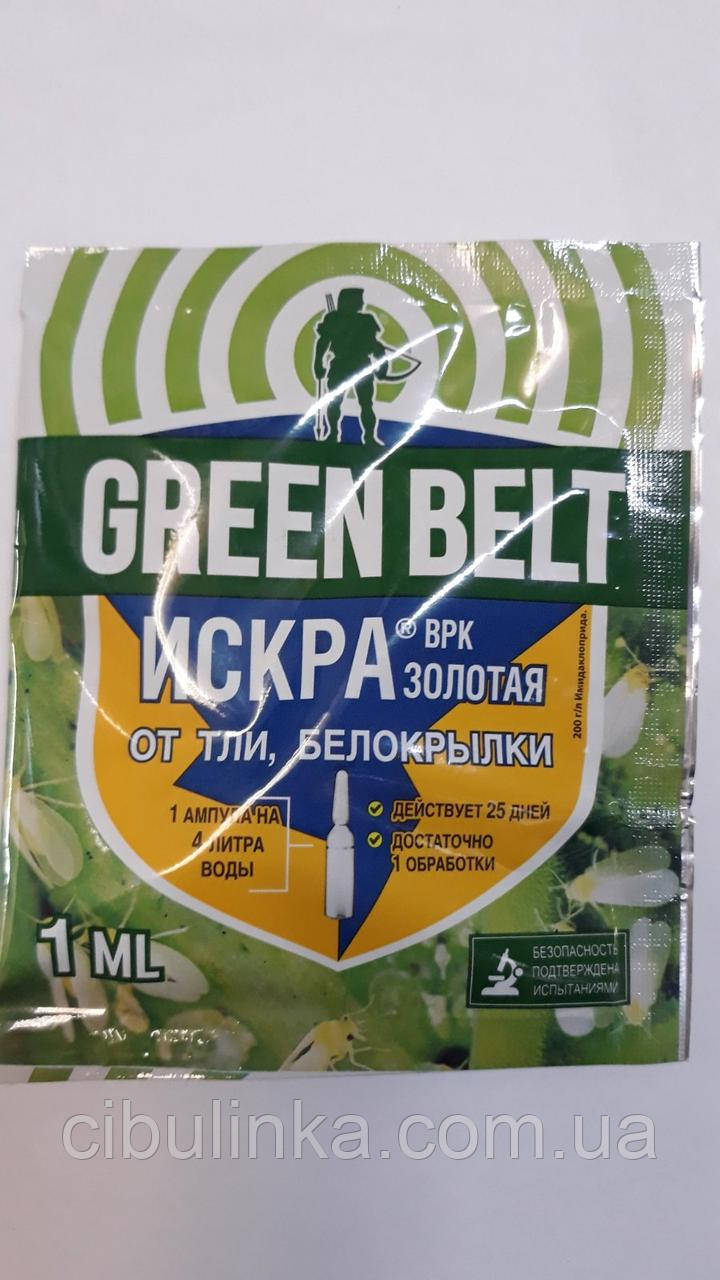 GREEN BELT
ИСКРА® ВРК
ЗОЛОТАЯ
200 г/л Имидаклоприда.
ОТ ТЛИ, БЕЛОКРЫЛКИ
1 АМПУЛА НА
4 ЛИТРА
ВОДЫ
ДЕЙСТВУЕТ 25 ДНЕЙ
ДОСТАТОЧНО
1 ОБРАБОТКИ
1 ML
БЕЗОПАСНОСТЬ
ПОДТВЕРЖДЕНА
ИСПЫТАНИЯМИ
cibulinka.com.ua